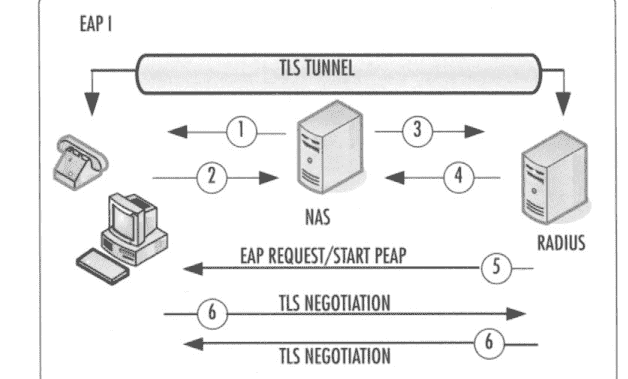 EAP I
TLS TUNNEL
1
3
2
4
NAS
RADIUS
EAP REQUEST/START PEAP
5
6
TLS NEGOTIATION
6
TLS NEGOTIATION